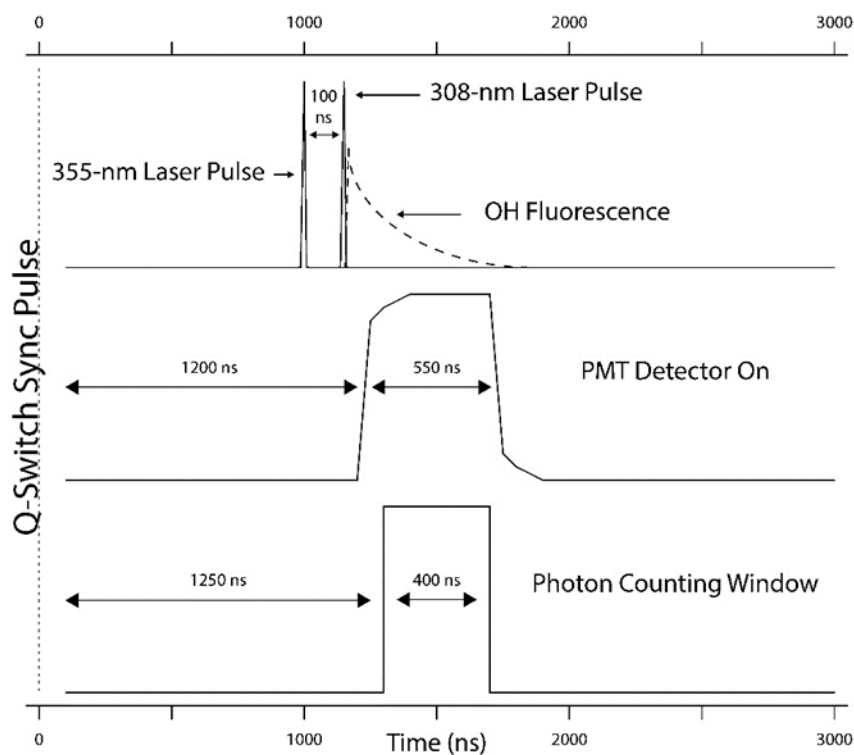 0 1000 2000 3000
100
ns
308-nm Laser Pulse
355-nm Laser Pulse
OH Fluorescence
Q-Switch Sync Pulse
1200 ns
550 ns
PMT Detector On
1250 ns
400 ns
Photon Counting Window
0 1000 2000 3000
Time (ns)